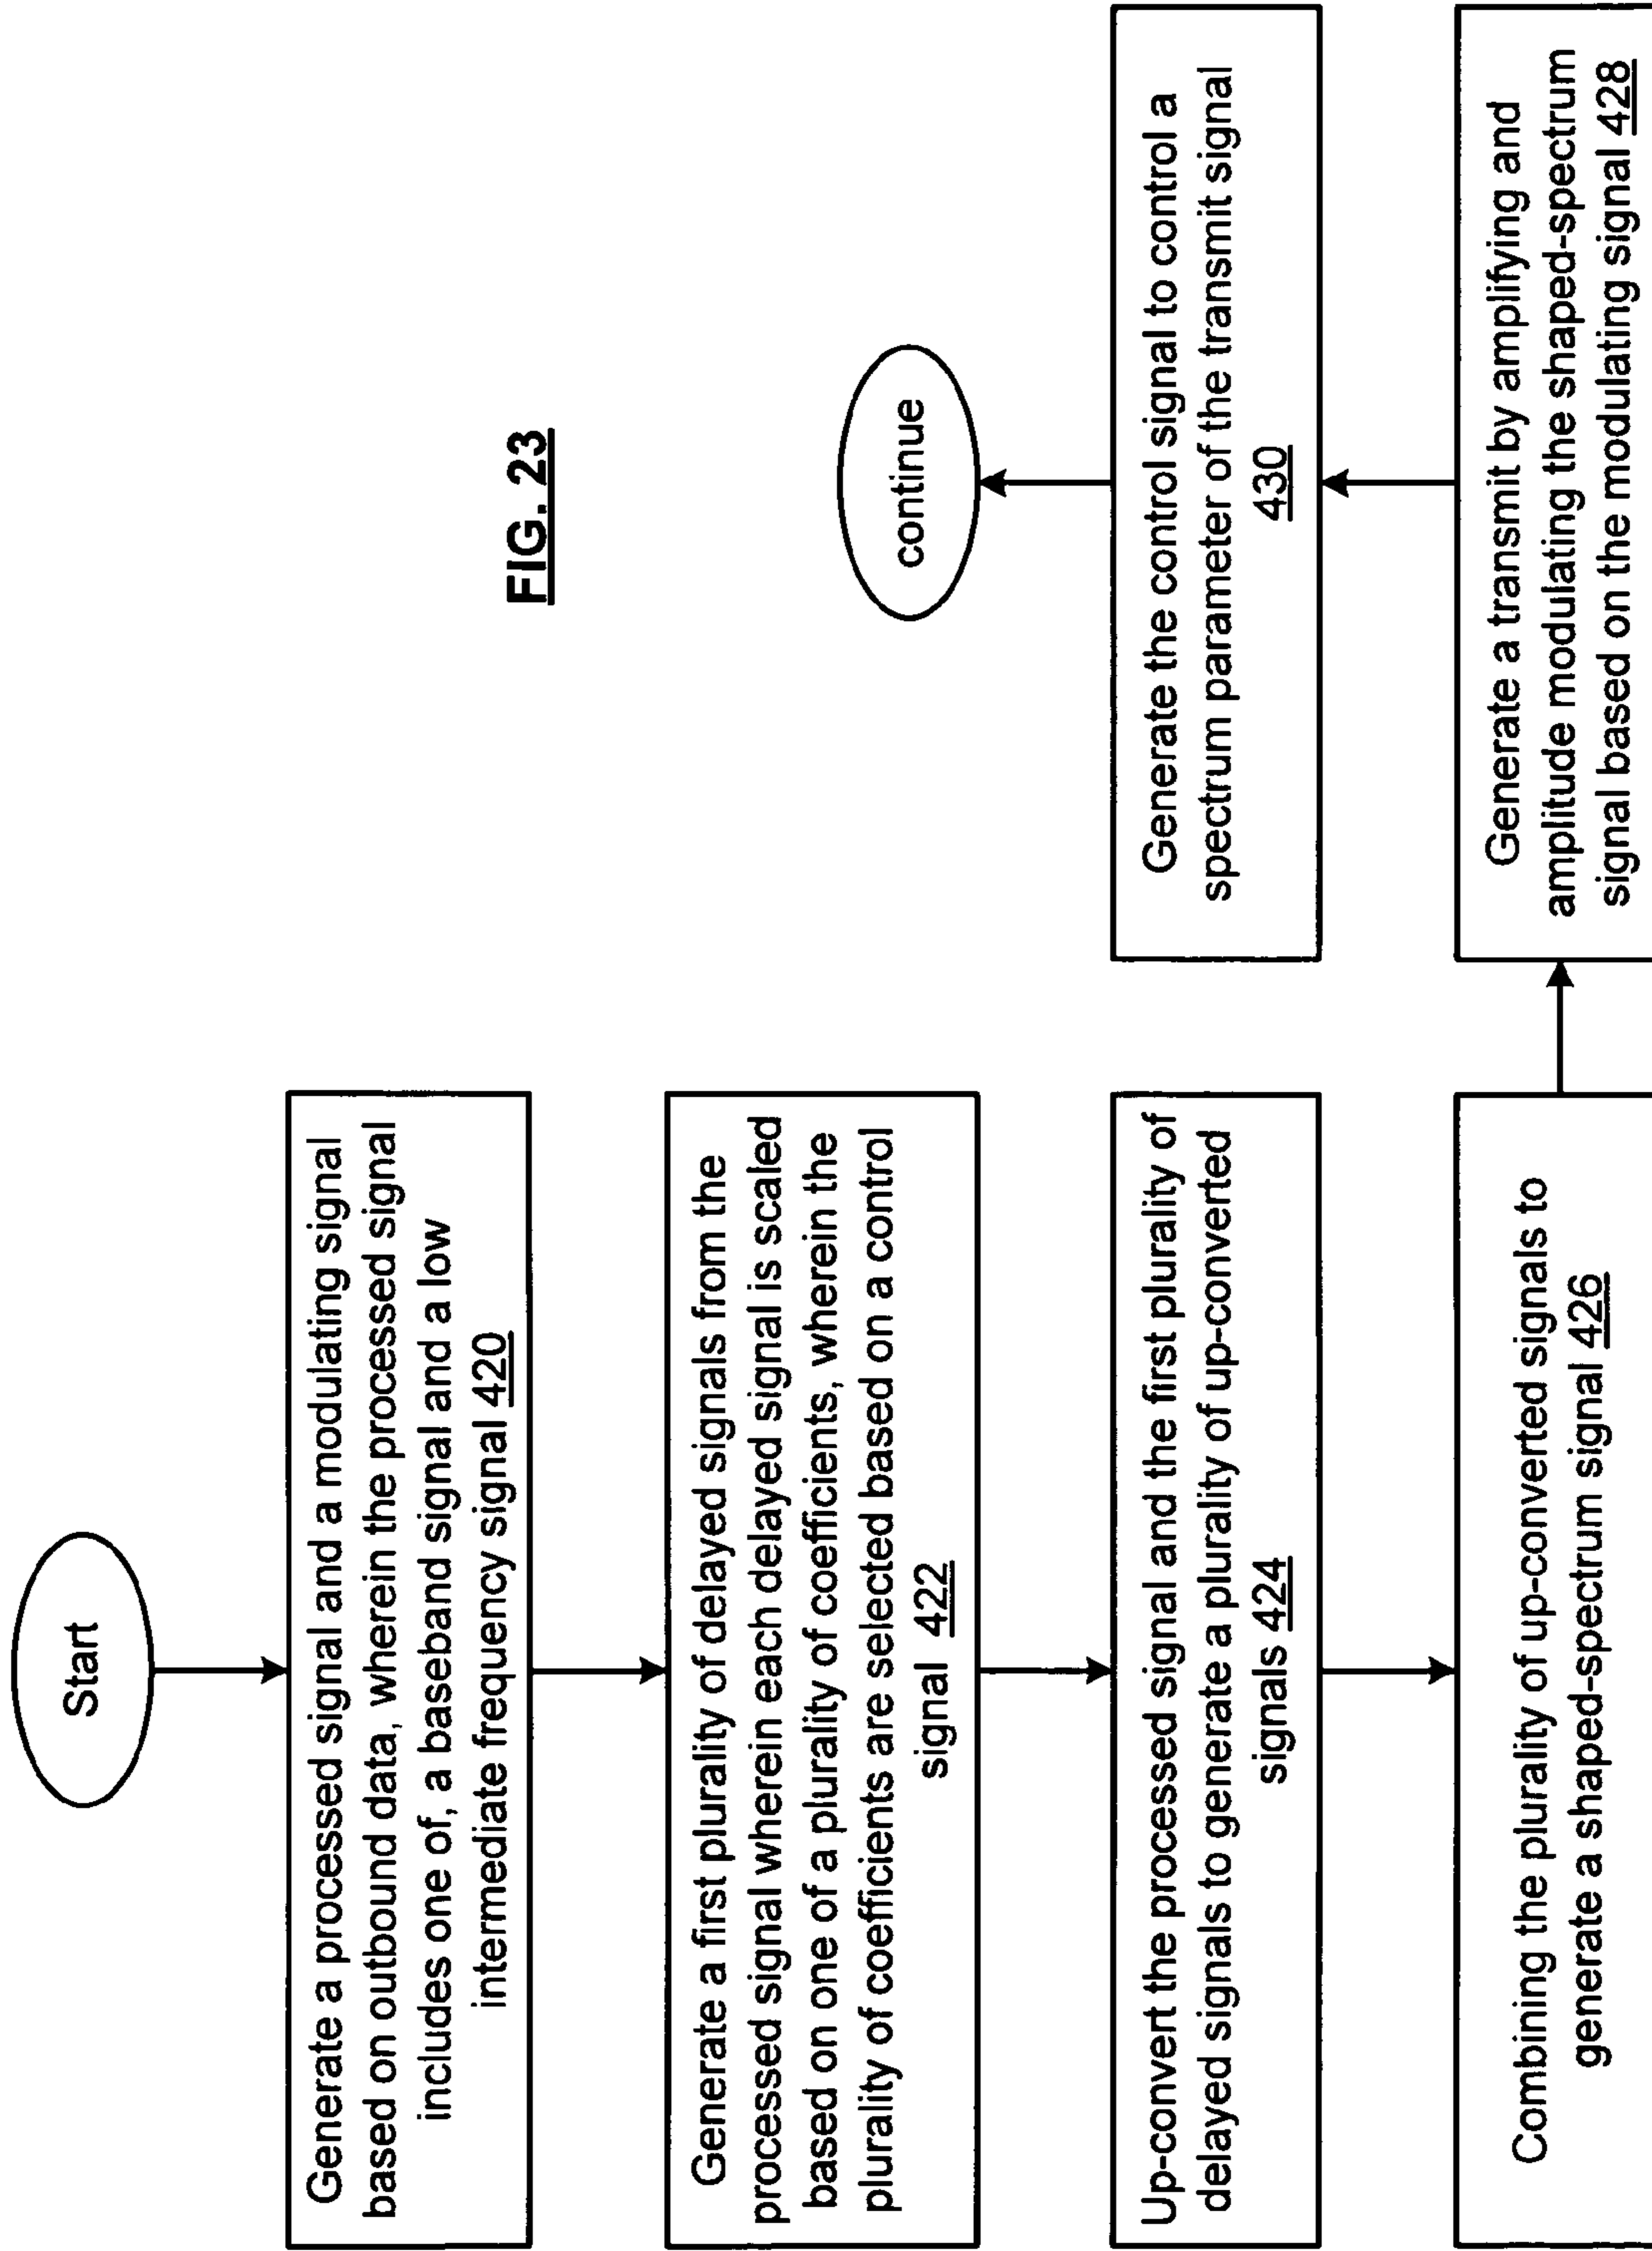 Start
Generate a processed signal and a modulating signal
based on outbound data, wherein the processed signal
includes one of, a baseband signal and a low
intermediate frequency signal 420
Generate a first plurality of delayed signals from the
processed signal wherein each delayed signal is scaled
based on one of a plurality of coefficients, wherein the
plurality of coefficients are selected based on a control
signal 422
Up-convert the processed signal and the first plurality of
delayed signals to generate a plurality of up-converted
signals 424
Combining the plurality of up-converted signals to
generate a shaped-spectrum signal 426
Generate a transmit by amplifying and
amplitude modulating the shaped-spectrum
signal based on the modulating signal 428
Generate the control signal to control a
spectrum parameter of the transmit signal
430
continue
FIG. 23